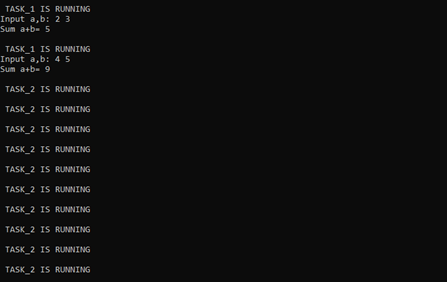 TASK_1 IS RUNNING
Input a,b: 2 3
Sum a+b= 5
TASK_1 IS RUNNING
Input a,b: 4 5
Sum a+b= 9
TASK_2 IS RUNNING
TASK_2 IS RUNNING
TASK_2 IS RUNNING
TASK_2 IS RUNNING
TASK_2 IS RUNNING
TASK_2 IS RUNNING
TASK_2 IS RUNNING
TASK_2 IS RUNNING
TASK_2 IS RUNNING
TASK_2 IS RUNNING